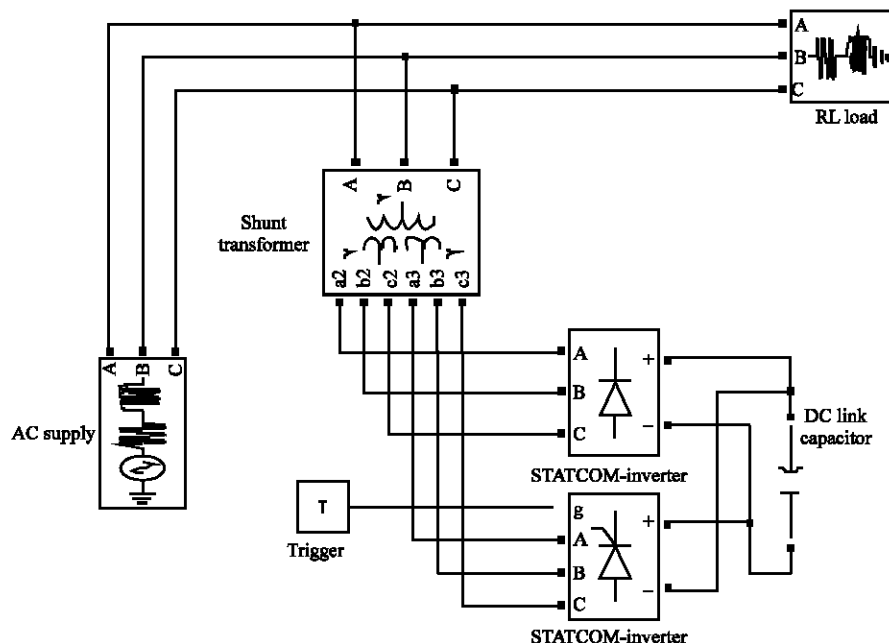 A
B
C
RL load
A B C
Shunt
transformer
a2 b2 c2 a3 b3 c3
A B C
AC supply
A
B
C
+
−
DC link
capacitor
STATCOM-inverter
T
Trigger
g
A
B
C
+
−
STATCOM-inverter